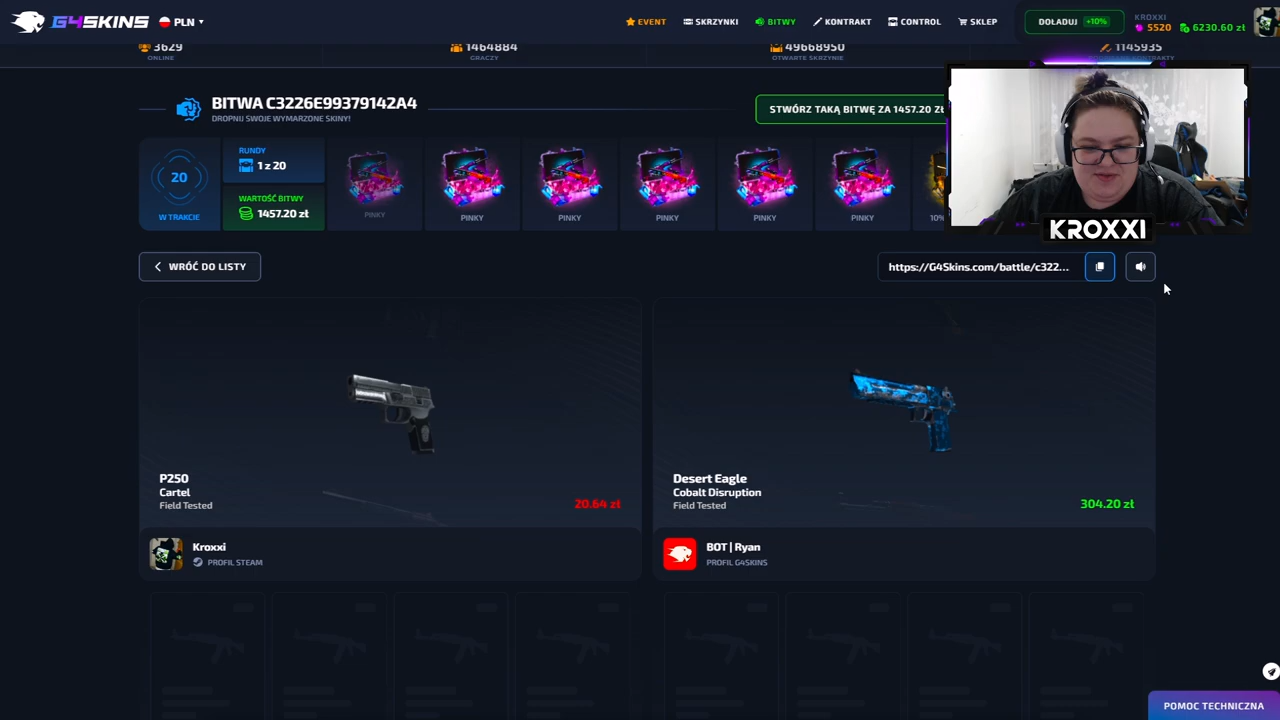 G4SKINS
PLN
EVENT
SKRZYNKI
BITWY
KONTRAKT
CONTROL
SKLEP
DOŁADUJ +10%
KROXXI
5520
6230.60 zł
3629
ONLINE
1464884
GRACZY
49668950
OTWARTE SKRZYNIE
1145935
BITWA C3226E99379142A4
DROPNIJ SWOJE WYMARZONE SKINY!
STWÓRZ TAKĄ BITWĘ ZA 1457.20 ZŁ
20
W TRAKCIE
RUNDY
1 z 20
WARTOŚĆ BITWY
1457.20 zł
PINKY
PINKY
PINKY
PINKY
PINKY
PINKY
10%
KROXXI
WRÓĆ DO LISTY
https://G4Skins.com/battle/c322...
P250
Cartel
Field Tested
20.64 zł
Desert Eagle
Cobalt Disruption
Field Tested
304.20 zł
Kroxxi
PROFIL STEAM
BOT | Ryan
PROFIL G4SKINS
POMOC TECHNICZNA